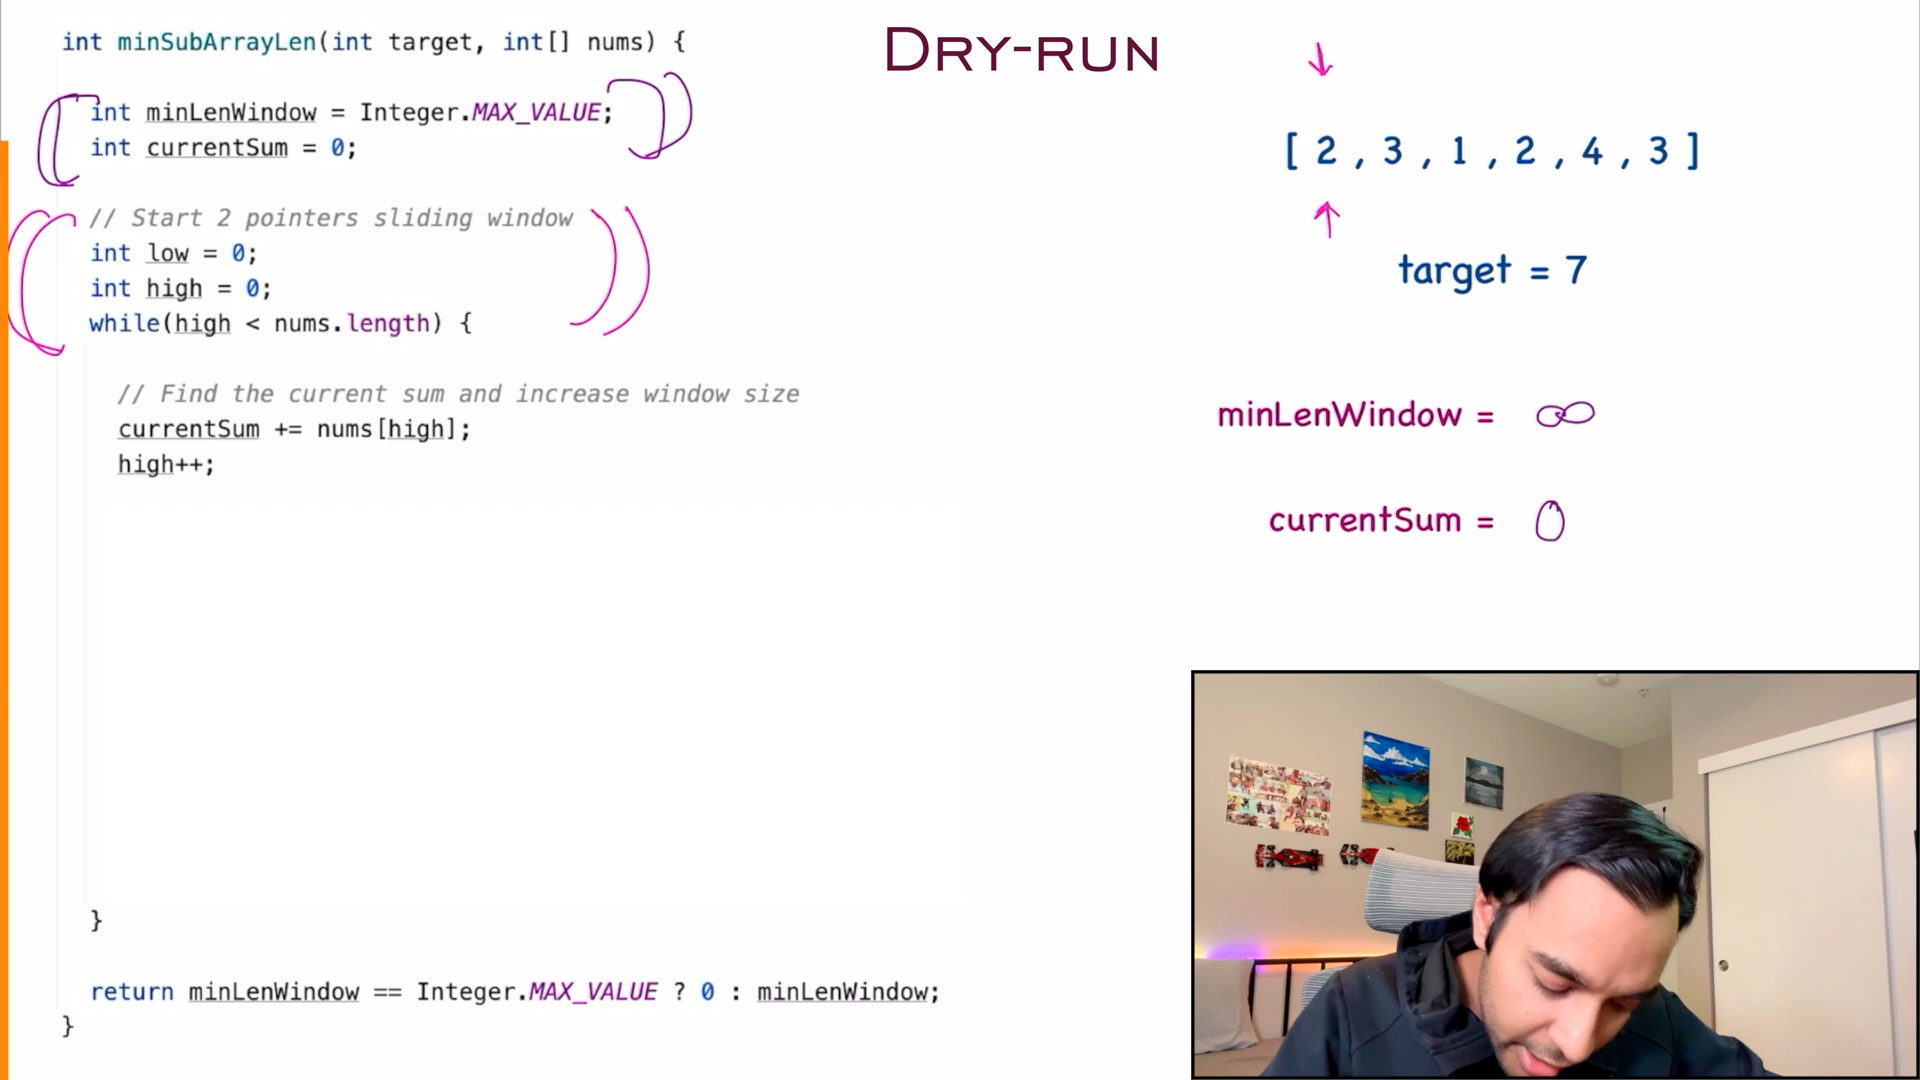 DRY-RUN
int minSubArrayLen(int target, int[] nums) {
int minLenWindow = Integer.MAX_VALUE;
int currentSum = 0;
// Start 2 pointers sliding window
int low = 0;
int high = 0;
while(high < nums.length) {
// Find the current sum and increase window size
currentSum += nums[high];
high++;
}
return minLenWindow == Integer.MAX_VALUE ? 0 : minLenWindow;
}
[ 2 , 3 , 1 , 2 , 4 , 3 ]
target = 7
minLenWindow = ∞
currentSum = 0